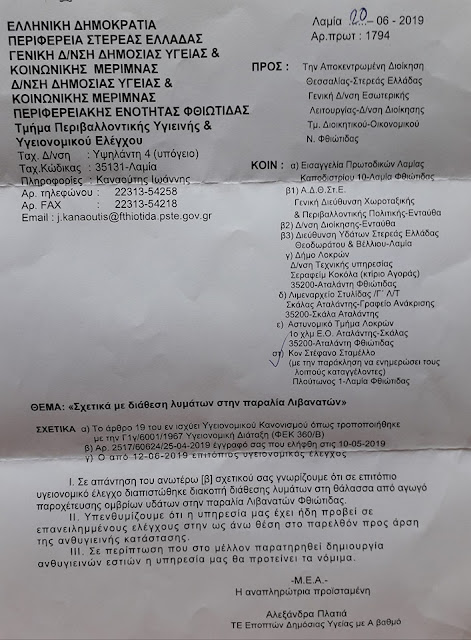 ΕΛΛΗΝΙΚΗ ΔΗΜΟΚΡΑΤΙΑ
ΠΕΡΙΦΕΡΕΙΑ ΣΤΕΡΕΑΣ ΕΛΛΑΔΑΣ
ΓΕΝΙΚΗ Δ/ΝΣΗ ΔΗΜΟΣΙΑΣ ΥΓΕΙΑΣ &
ΚΟΙΝΩΝΙΚΗΣ ΜΕΡΙΜΝΑΣ
Δ/ΝΣΗ ΔΗΜΟΣΙΑΣ ΥΓΕΙΑΣ &
ΚΟΙΝΩΝΙΚΗΣ ΜΕΡΙΜΝΑΣ
ΠΕΡΙΦΕΡΕΙΑΚΗΣ ΕΝΟΤΗΤΑΣ ΦΘΙΩΤΙΔΑΣ
Τμήμα Περιβαλλοντικής Υγιεινής &
Υγειονομικού Ελέγχου
Ταχ. Δ/νση : Υψηλάντη 4 (υπόγειο)
Ταχ.Κώδικας : 35131-Λαμία
Πληροφορίες : Καναούτης Ιωάννης
Αρ. τηλεφώνου : 22313-54258
Αρ. FAX : 22313-54218
Email : j.kanaoutis@fthiotida.pste.gov.gr
Λαμία 20-06-2019
Αρ.πρωτ : 1794
ΠΡΟΣ : Την Αποκεντρωμένη Διοίκηση
Θεσσαλίας-Στερεάς Ελλάδας
Γενική Δ/νση Εσωτερικής
Λειτουργίας-Δ/νση Διοίκησης
Τμ. Διοικητικού-Οικονομικού
Ν. Φθιώτιδας
ΚΟΙΝ : α) Εισαγγελία Πρωτοδικών Λαμίας
Καποδιστρίου 10-Λαμία Φθιώτιδας
β1) Α.Δ.Θ.Στ.Ε.
Γενική Διεύθυνση Χωροταξικής
& Περιβαλλοντικής Πολιτικής-Ενταύθα
β2) Δ/νση Διοίκησης-Ενταύθα
β3) Διεύθυνση Υδάτων Στερεάς Ελλάδας
Θεοδωράτου & Βέλλιου-Λαμία
γ) Δήμο Λοκρών
Δ/νση Τεχνικής υπηρεσίας
Σεραφείμ Κοκόλα (κτίριο Αγοράς)
35200-Αταλάντη Φθιώτιδας
δ) Λιμεναρχείο Στυλίδας /Γ΄ Λ/Τ
Σκάλας Αταλάντης-Γραφείο Ανάκρισης
35200-Σκάλα Αταλάντης
ε) Αστυνομικό Τμήμα Λοκρών
1ο χλμ Ε.Ο. Αταλάντης-Σκάλας
35200-Αταλάντη Φθιώτιδας
στ) Κον Στέφανο Σταμέλλο
(με την παράκληση να ενημερώσει τους
λοιπούς καταγγέλοντες)
Πλούτωνος 1-Λαμία Φθιώτιδας
ΘΕΜΑ: «Σχετικά με διάθεση λυμάτων στην παραλία Λιβανατών»
ΣΧΕΤΙΚΑ α) Το άρθρο 19 του εν ισχύει Υγειονομικού Κανονισμού όπως τροποποιήθηκε
με την Γ1γ/6001/1967 Υγειονομική Διάταξη (ΦΕΚ 360/Β)
β) Αρ. 2517/60624/25-04-2019 έγγραφό σας που ελήφθη στις 10-05-2019
γ) Ο από 12-06-2019 επιτόπιος υγειονομικός έλεγχος
Ι. Σε απάντηση του ανωτέρω [β] σχετικού σας γνωρίζουμε ότι σε επιτόπιο
υγειονομικό έλεγχο διαπιστώθηκε διακοπή διάθεσης λυμάτων στη θάλασσα από αγωγό
παροχέτευσης ομβρίων υδάτων στην παραλία Λιβανατών Φθιώτιδας.
ΙΙ. Υπενθυμίζουμε ότι η υπηρεσία μας έχει ήδη προβεί σε
επανειλημμένους ελέγχους στην ως άνω θέση στο παρελθόν προς άρση
της ανθυγιεινής κατάστασης.
ΙΙΙ. Σε περίπτωση που στο μέλλον παρατηρηθεί δημιουργία
ανθυγιεινών εστιών η υπηρεσία μας θα προτείνει τα νόμιμα.
-Μ.Ε.Α.-
Η αναπληρώτρια προϊσταμένη
Αλεξάνδρα Πλατιά
ΤΕ Εποπτών Δημόσιας Υγείας με Α βαθμό